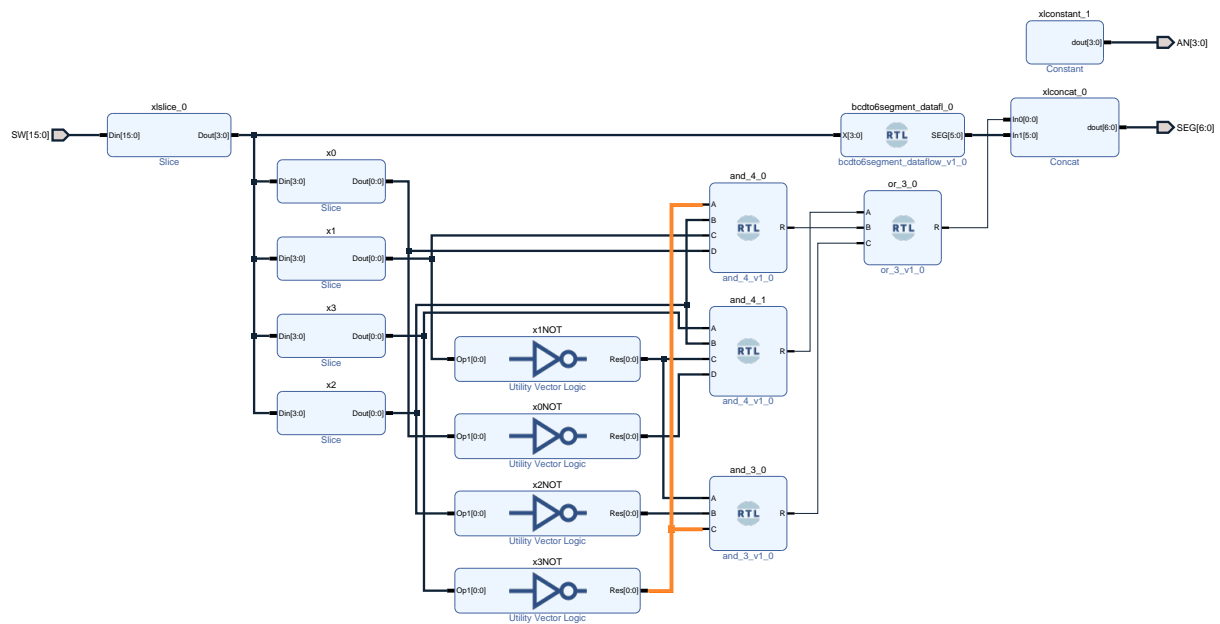 xlconstant_1
dout[3:0]
AN[3:0]
Constant
xlslice_0
SW[15:0]
Din[15:0]
Dout[3:0]
Slice
bcdto6segment_datafl_0
X[3:0]
RTL
SEG[5:0]
bcdto6segment_dataflow_v1_0
xlconcat_0
In0[0:0]
In1[5:0]
dout[6:0]
SEG[6:0]
Concat
x0
Din[3:0]
Dout[0:0]
Slice
x1
Din[3:0]
Dout[0:0]
Slice
x3
Din[3:0]
Dout[0:0]
Slice
x2
Din[3:0]
Dout[0:0]
Slice
and_4_0
A
B
C
D
RTL
R
and_4_v1_0
or_3_0
A
B
C
RTL
R
or_3_v1_0
and_4_1
A
B
C
D
RTL
R
and_4_v1_0
x1NOT
Op1[0:0]
Res[0:0]
Utility Vector Logic
x0NOT
Op1[0:0]
Res[0:0]
Utility Vector Logic
x2NOT
Op1[0:0]
Res[0:0]
Utility Vector Logic
x3NOT
Op1[0:0]
Res[0:0]
Utility Vector Logic
and_3_0
A
B
C
RTL
R
and_3_v1_0